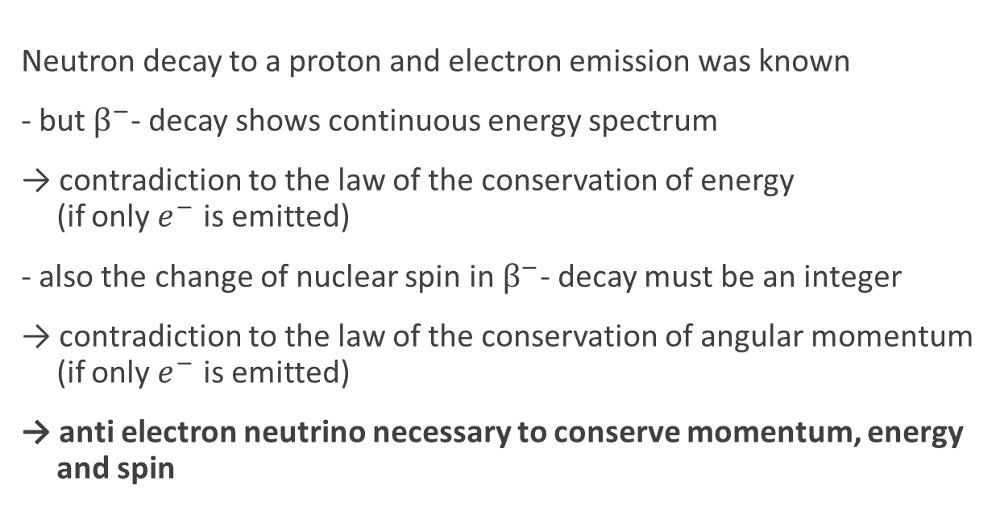 Neutron decay to a proton and electron emission was known
- but β⁻- decay shows continuous energy spectrum
→ contradiction to the law of the conservation of energy
(if only e⁻ is emitted)
- also the change of nuclear spin in β⁻- decay must be an integer
→ contradiction to the law of the conservation of angular momentum
(if only e⁻ is emitted)
→ anti electron neutrino necessary to conserve momentum, energy
and spin